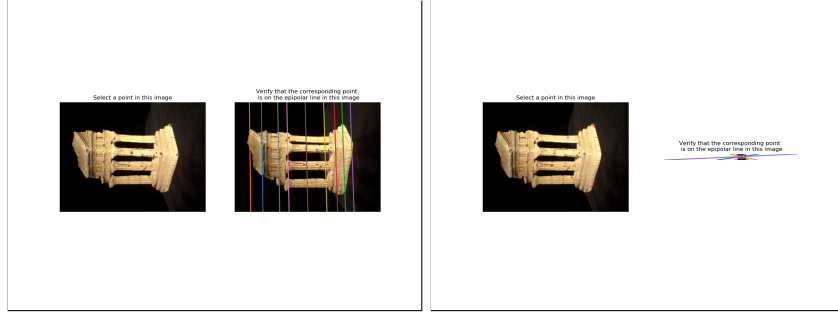 Select a point in this image
Verify that the corresponding point
is on the epipolar line in this image
Select a point in this image
Verify that the corresponding point
is on the epipolar line in this image